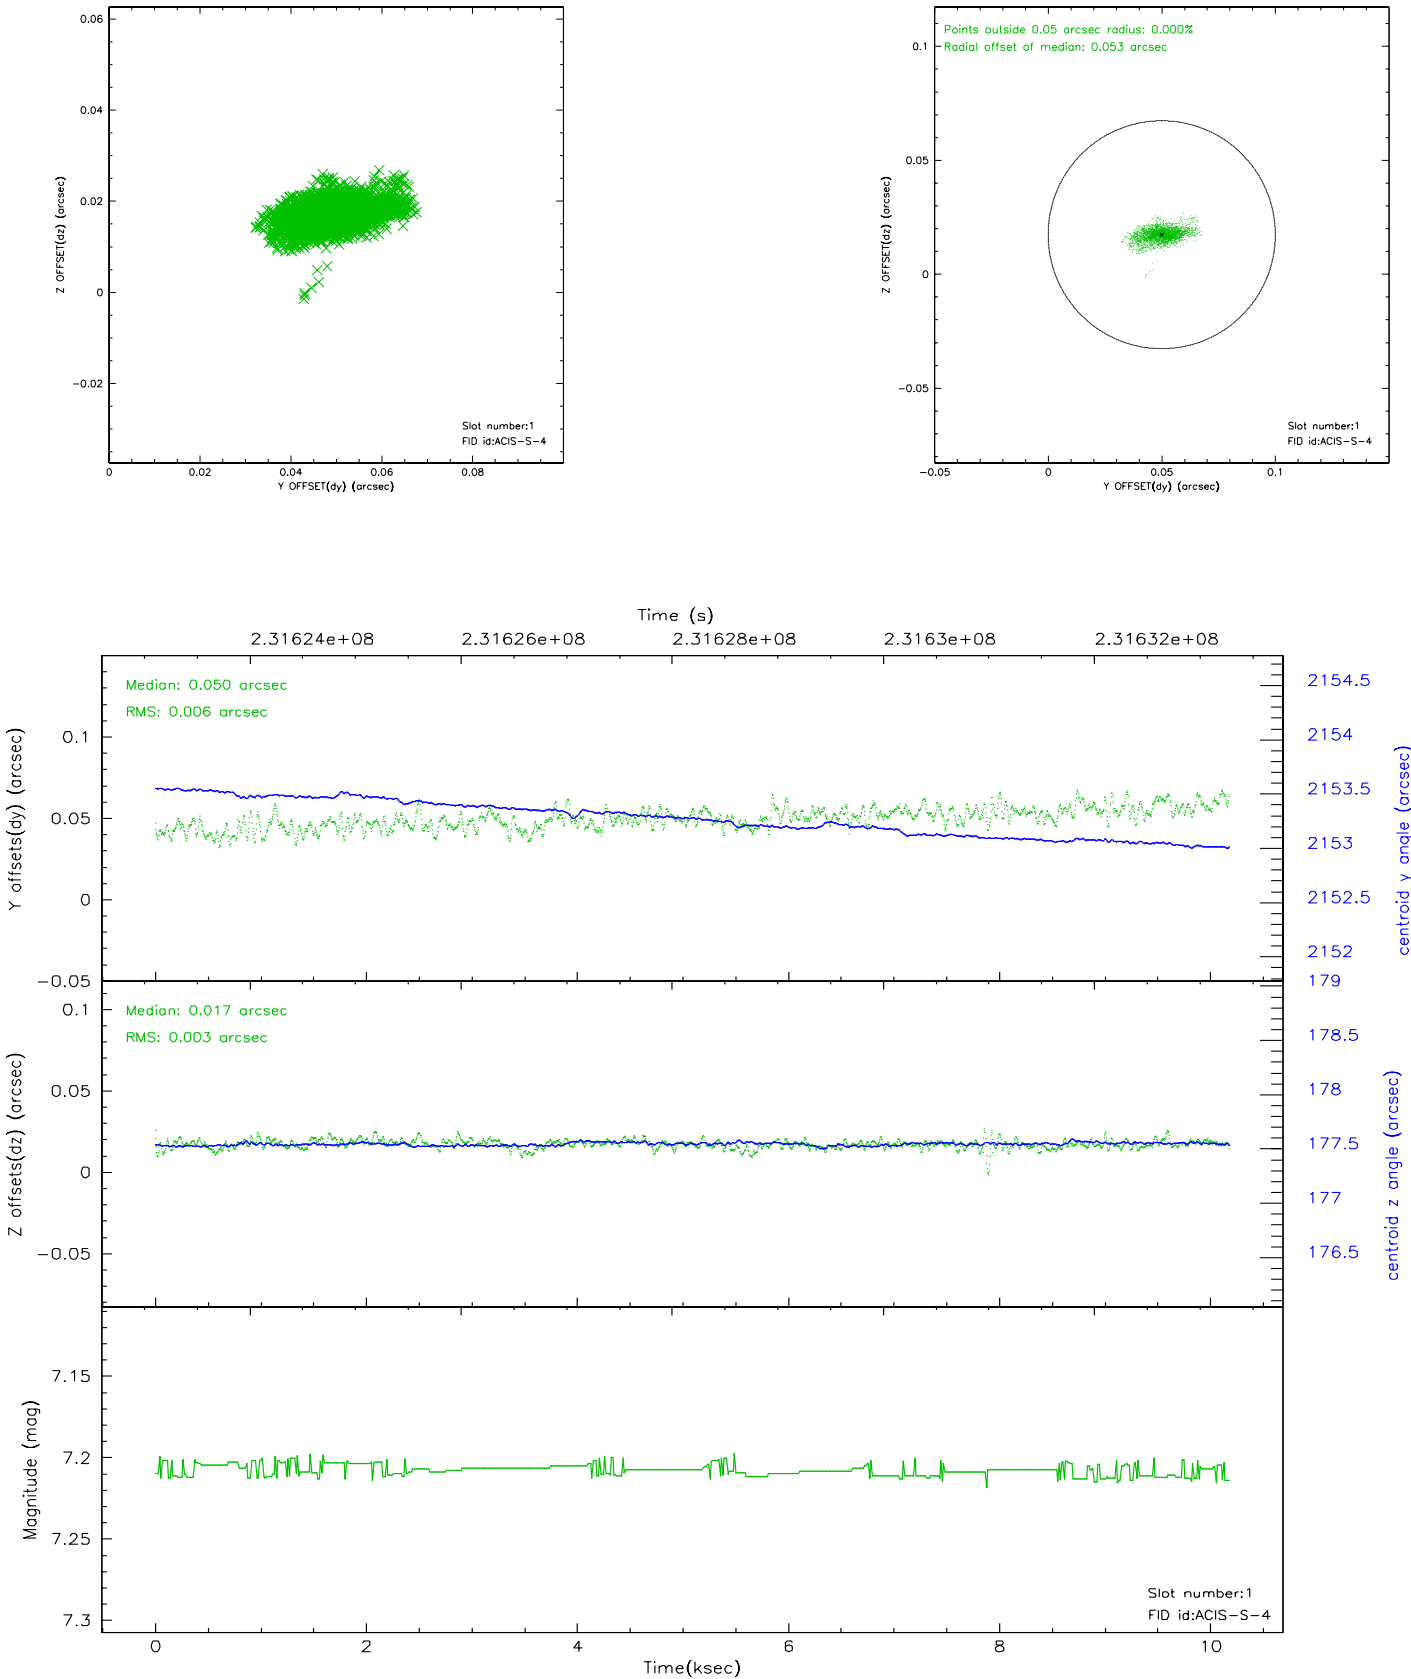 0.06
0.04
0.02
0
−0.02
Z OFFSET(dz) (arcsec)
Slot number:1
FID id:ACIS−S−4
0 0.02 0.04 0.06 0.08
Y OFFSET(dy) (arcsec)
Points outside 0.05 arcsec radius: 0.000%
Radial offset of median: 0.053 arcsec
0.1
0.05
0
−0.05
Z OFFSET(dz) (arcsec)
Slot number:1
FID id:ACIS−S−4
−0.05 0 0.05 0.1
Y OFFSET(dy) (arcsec)
Time (s)
2.31624e+08 2.31626e+08 2.31628e+08 2.3163e+08 2.31632e+08
Median: 0.050 arcsec
RMS: 0.006 arcsec
0.1
0.05
0
−0.05
Y offsets(dy) (arcsec)
2154.5
2154
2153.5
2153
2152.5
2152
centroid y angle (arcsec)
Median: 0.017 arcsec
RMS: 0.003 arcsec
0.1
0.05
0
−0.05
Z offsets(dz) (arcsec)
179
178.5
178
177.5
177
176.5
centroid z angle (arcsec)
7.15
7.2
7.25
7.3
Magnitude (mag)
Slot number:1
FID id:ACIS−S−4
0 2 4 6 8 10
Time(ksec)